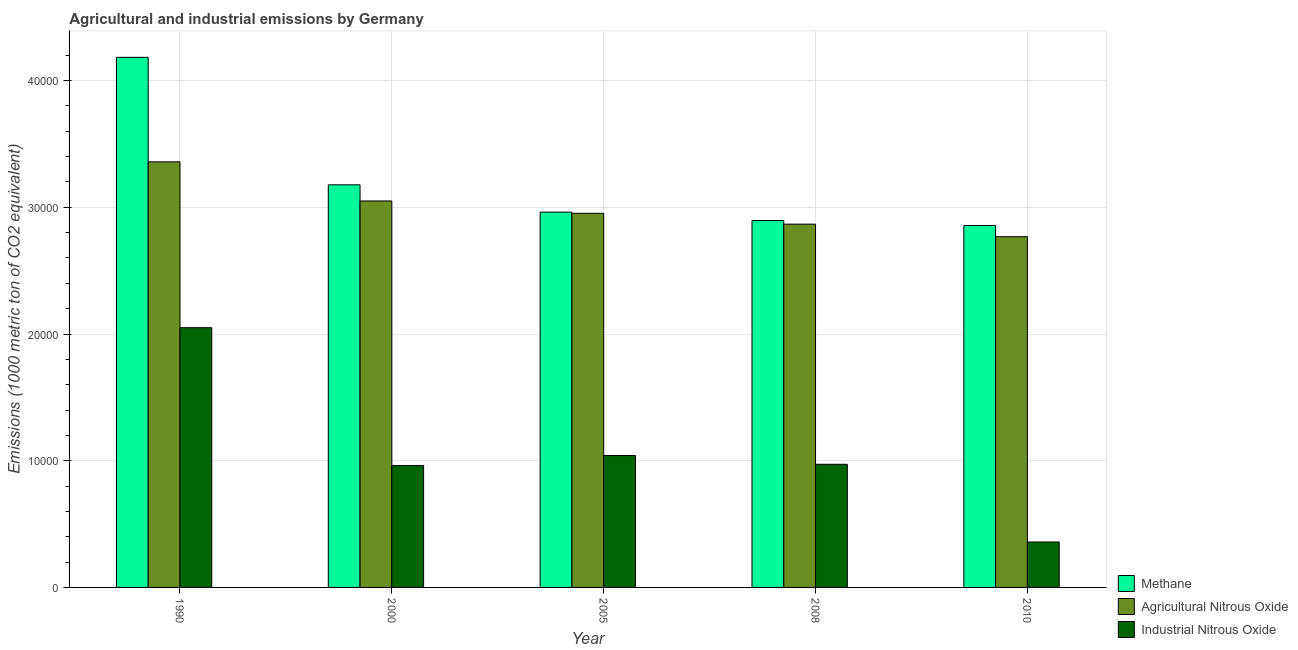 Agricultural and industrial emissions by Germany
Emissions (1000 metric ton of CO2 equivalent)
40000
30000
20000
10000
0
1990
2000
2005
2008
2010
Year
Methane
Agricultural Nitrous Oxide
Industrial Nitrous Oxide